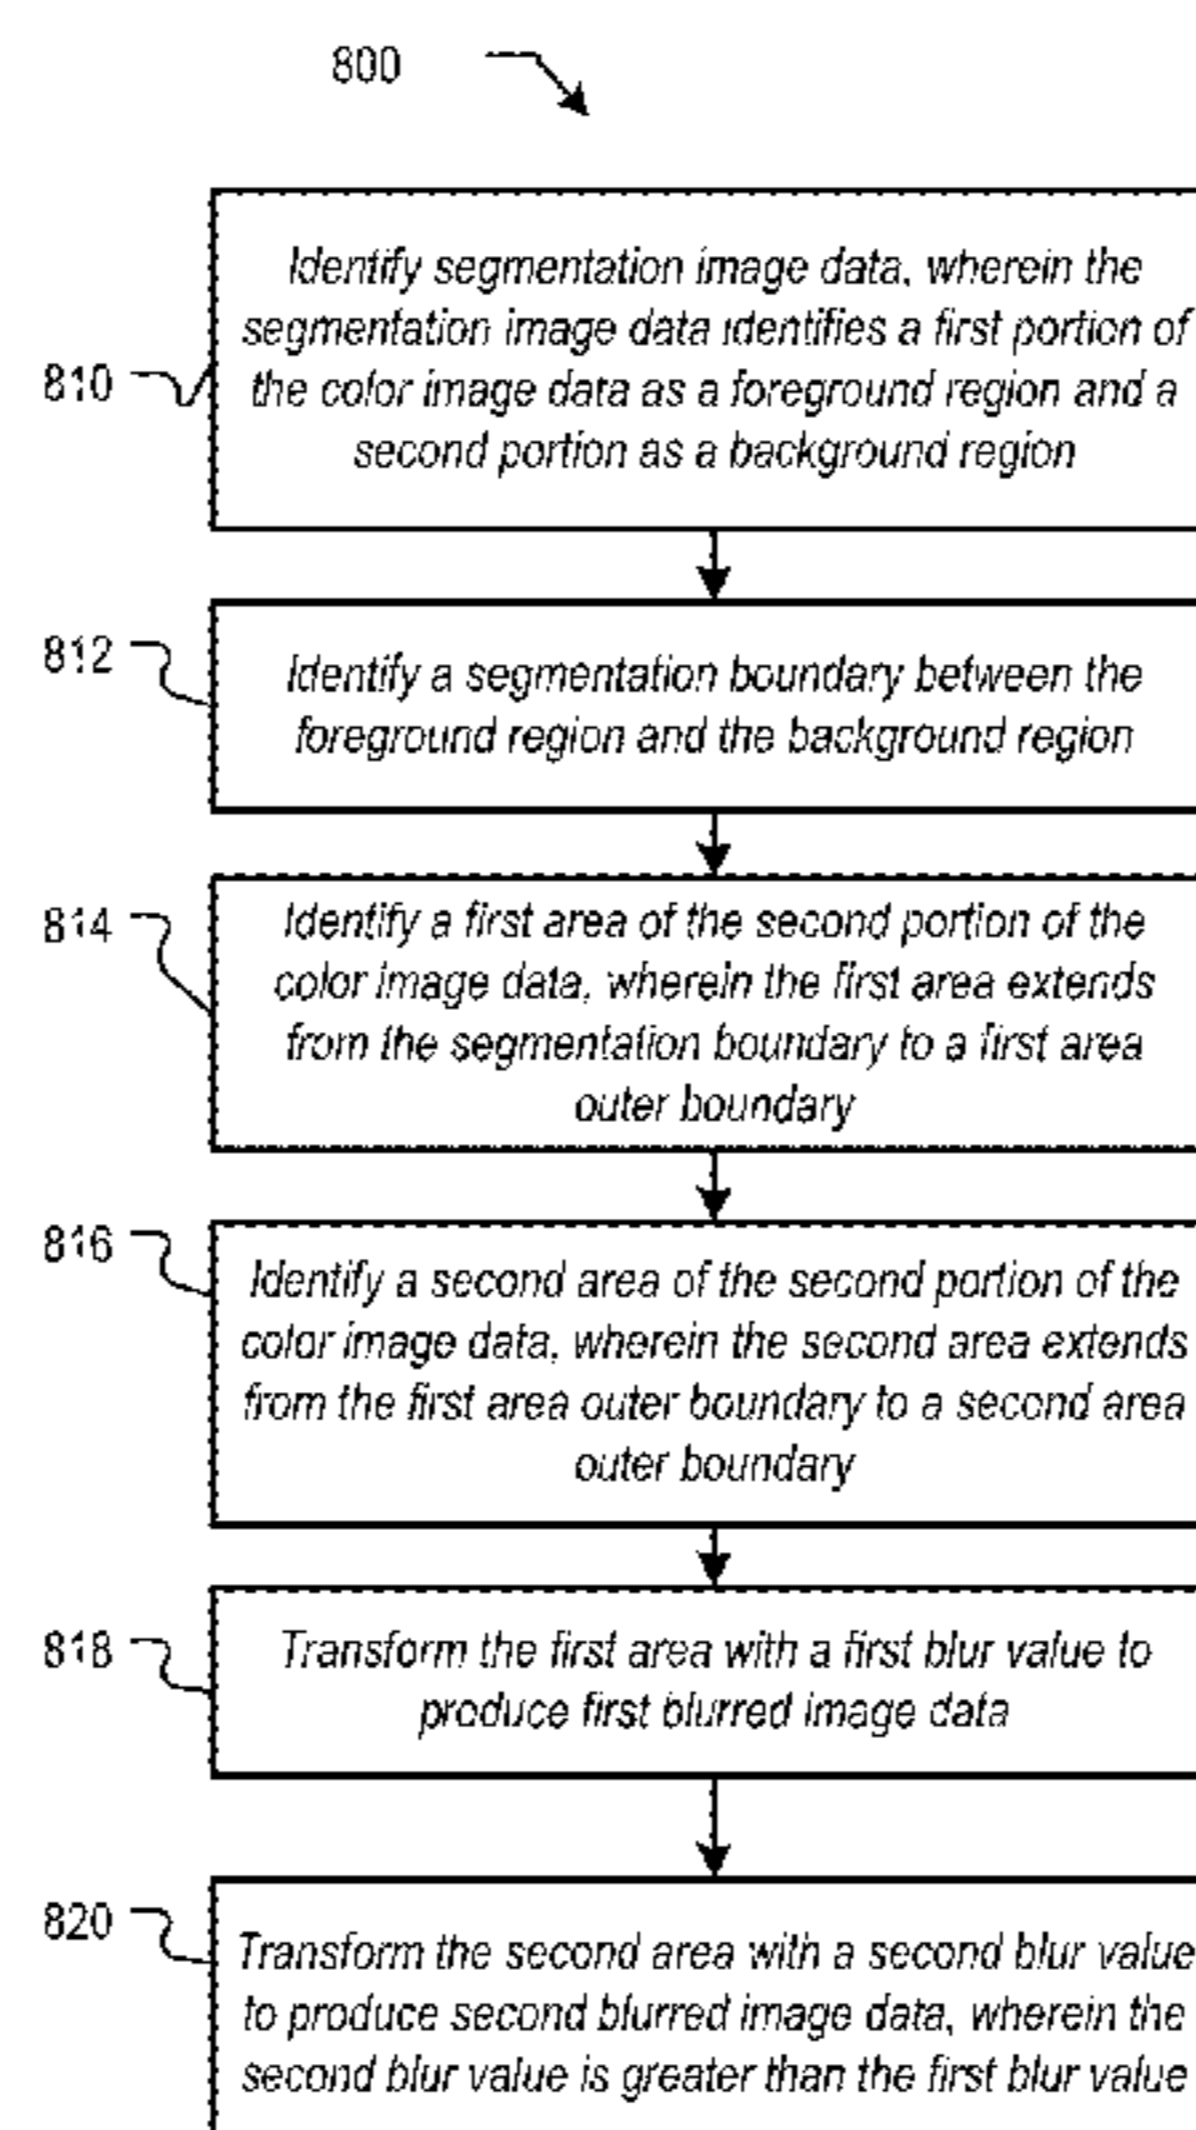 800
810
Identify segmentation image data, wherein the
segmentation image data identifies a first portion of
the color image data as a foreground region and a
second portion as a background region
812
Identify a segmentation boundary between the
foreground region and the background region
814
Identify a first area of the second portion of the
color image data, wherein the first area extends
from the segmentation boundary to a first area
outer boundary
816
Identify a second area of the second portion of the
color image data, wherein the second area extends
from the first area outer boundary to a second area
outer boundary
818
Transform the first area with a first blur value to
produce first blurred image data
820
Transform the second area with a second blur value
to produce second blurred image data, wherein the
second blur value is greater than the first blur value